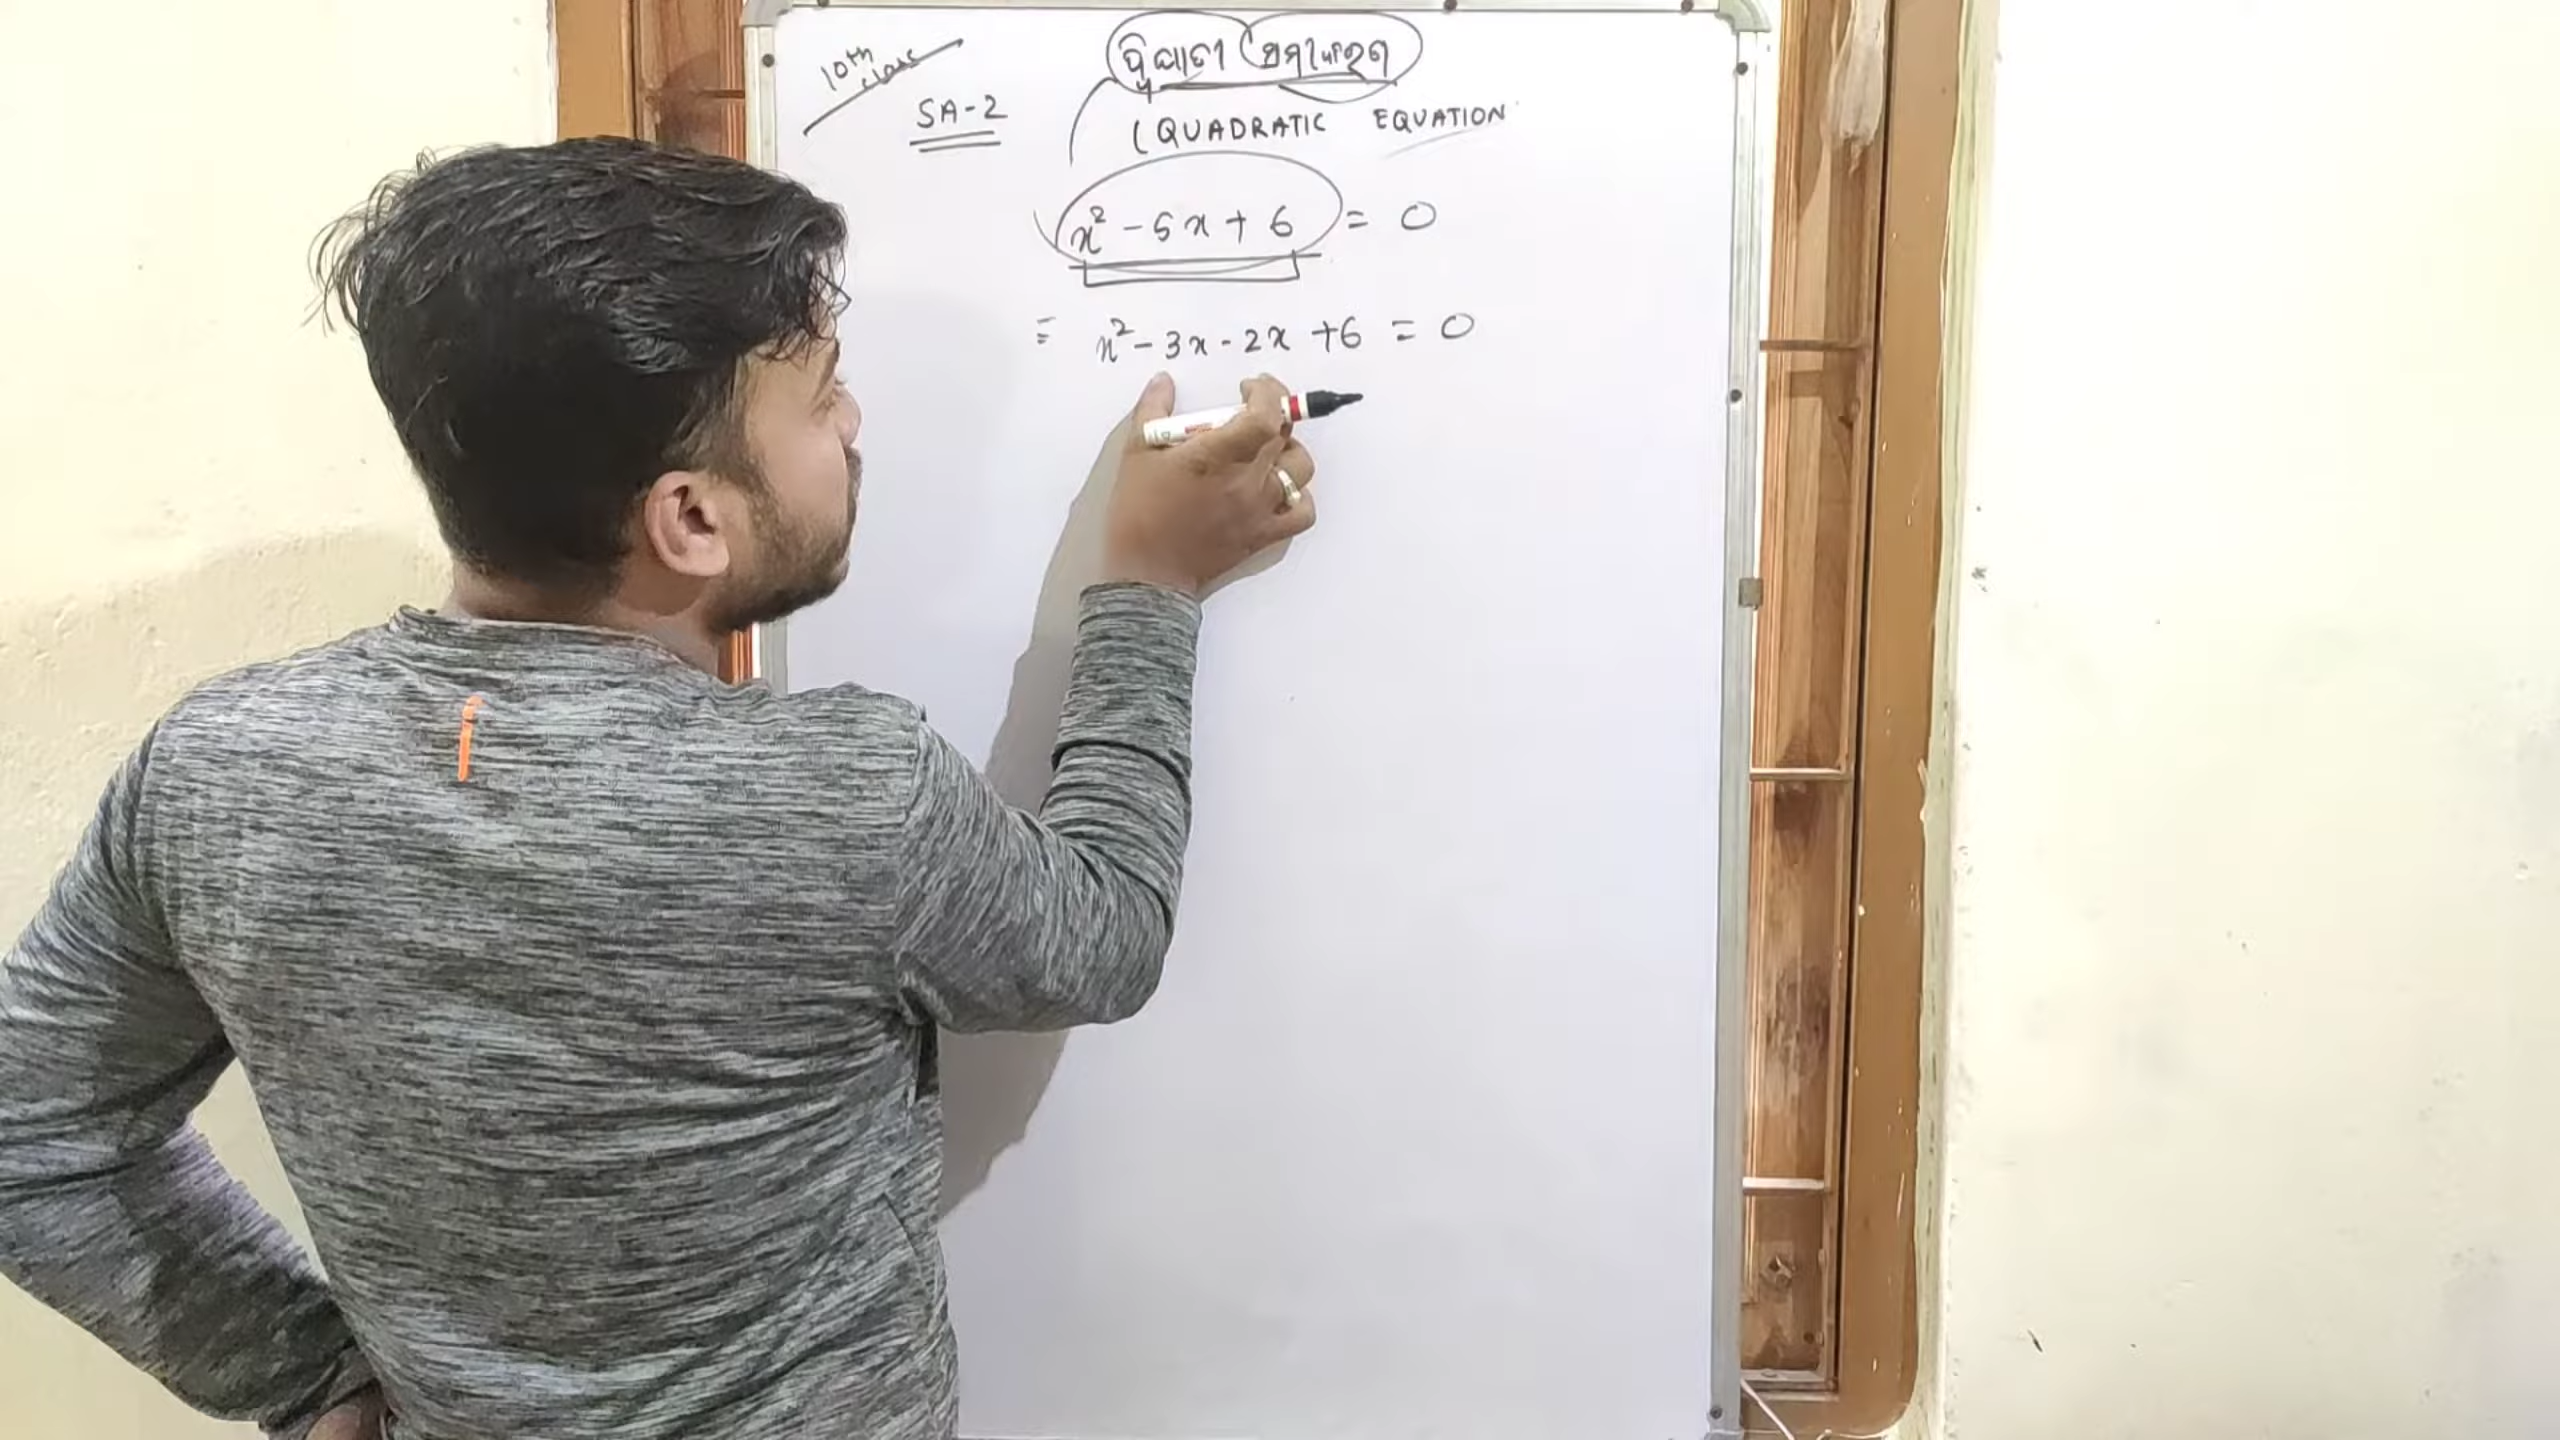 10th class
ଦ୍ୱିଘାତୀ ସମୀକରଣ
SA-2
(QUADRATIC EQUATION
x² - 5x + 6 = 0
= x² - 3x - 2x + 6 = 0